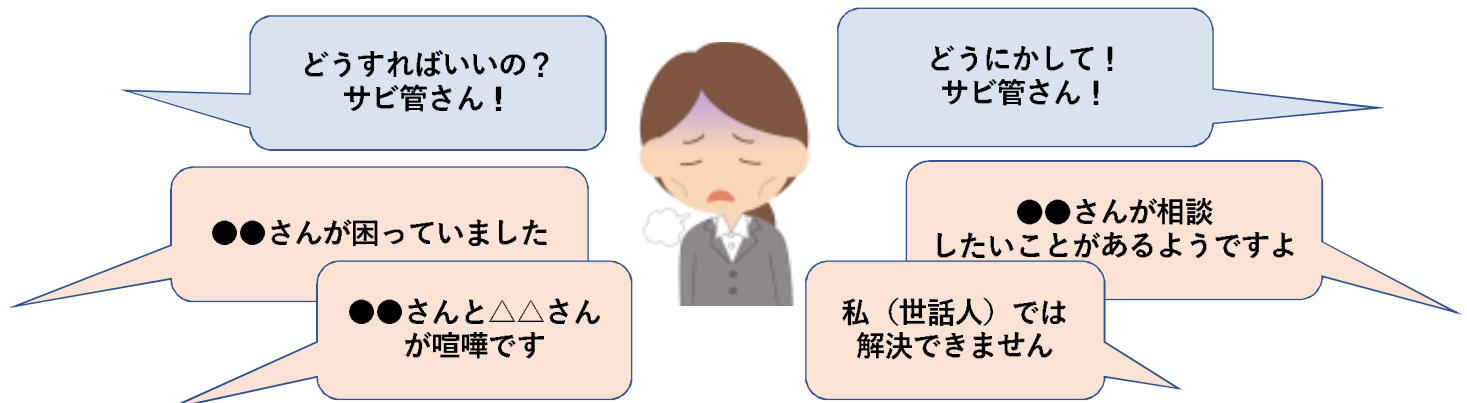 どうすればいいの？
サビ管さん！
どうにかして！
サビ管さん！
●●さんが困っていました
●●さんが相談
したいことがあるようですよ
●●さんと△△さん
が喧嘩です
私（世話人）では
解決できません